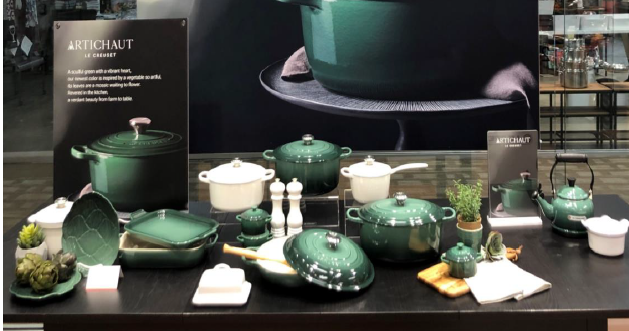 ARTICHAUT
LE CREUSET
A soulful green with a vibrant heart,
our newest color is inspired by a vegetable so artful,
its leaves are a mosaic waiting to flower.
Revered in the kitchen,
a verdant beauty from farm to table.
ARTICHAUT
LE CREUSET